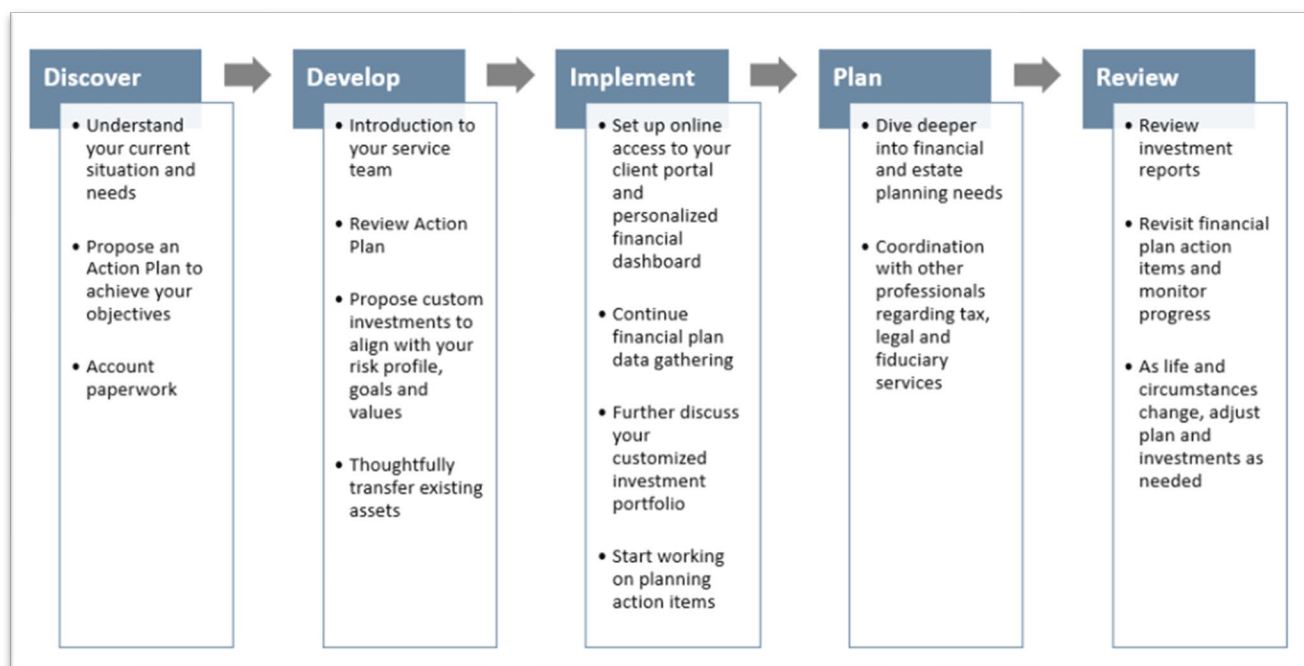 Discover
• Understand
your current
situation and
needs
• Propose an
Action Plan to
achieve your
objectives
• Account
paperwork
Develop
• Introduction to
your service
team
• Review Action
Plan
• Propose custom
investments to
align with your
risk profile,
goals and
values
• Thoughtfully
transfer existing
assets
Implement
• Set up online
access to your
client portal
and
personalized
financial
dashboard
• Continue
financial plan
data gathering
• Further discuss
your
customized
investment
portfolio
• Start working
on planning
action items
Plan
• Dive deeper
into financial
and estate
planning needs
• Coordination
with other
professionals
regarding tax,
legal and
fiduciary
services
Review
• Review
investment
reports
• Revisit financial
plan action
items and
monitor
progress
• As life and
circumstances
change, adjust
plan and
investments as
needed